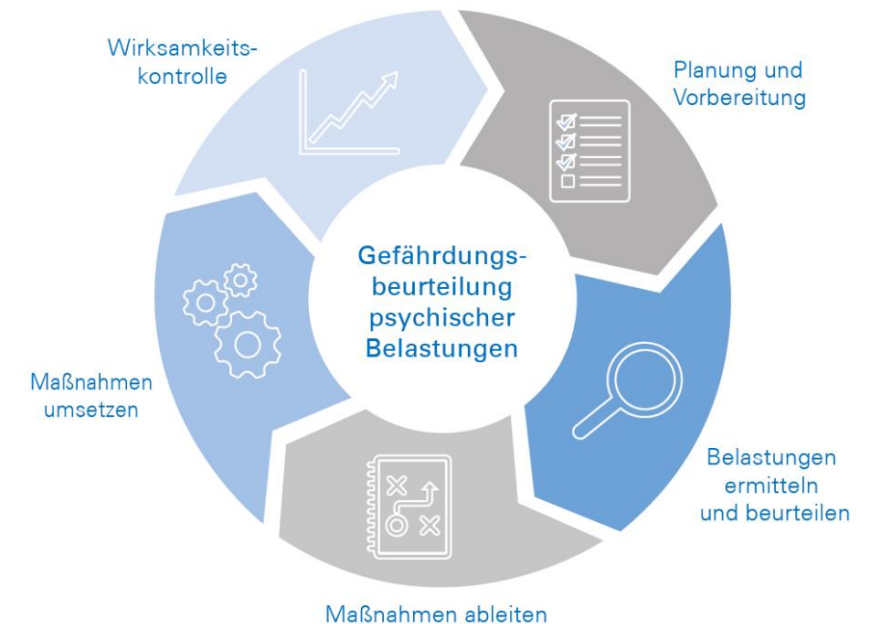 Wirksamkeits-
kontrolle
Planung und
Vorbereitung
Gefährdungs-
beurteilung
psychischer
Belastungen
Maßnahmen
umsetzen
Belastungen
ermitteln
und beurteilen
Maßnahmen ableiten